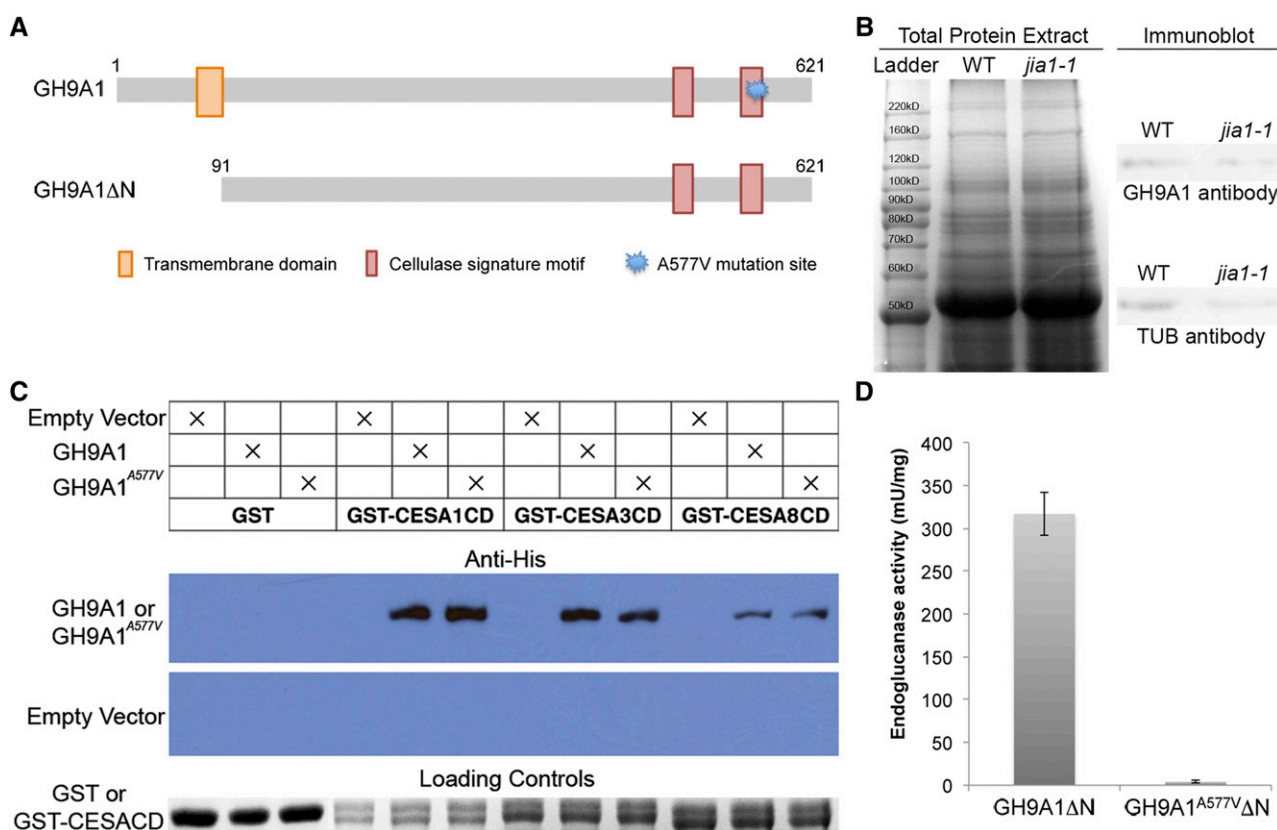 A
1
621
GH9A1
91
621
GH9A1ΔN
Transmembrane domain
Cellulase signature motif
A577V mutation site
B
Total Protein Extract
Immunoblot
Ladder WT jia1-1
220kD
160kD
120kD
100kD
90kD
80kD
70kD
60kD
50kD
WT jia1-1
GH9A1 antibody
WT jia1-1
TUB antibody
C
Empty Vector × × × ×
GH9A1 × × × ×
GH9A1A577V × × × ×
GST GST-CESA1CD GST-CESA3CD GST-CESA8CD
Anti-His
GH9A1 or
GH9A1A577V
Empty Vector
Loading Controls
GST or
GST-CESACD
D
Endoglucanase activity (mU/mg)
400
350
300
250
200
150
100
50
0
GH9A1ΔN GH9A1A577VΔN